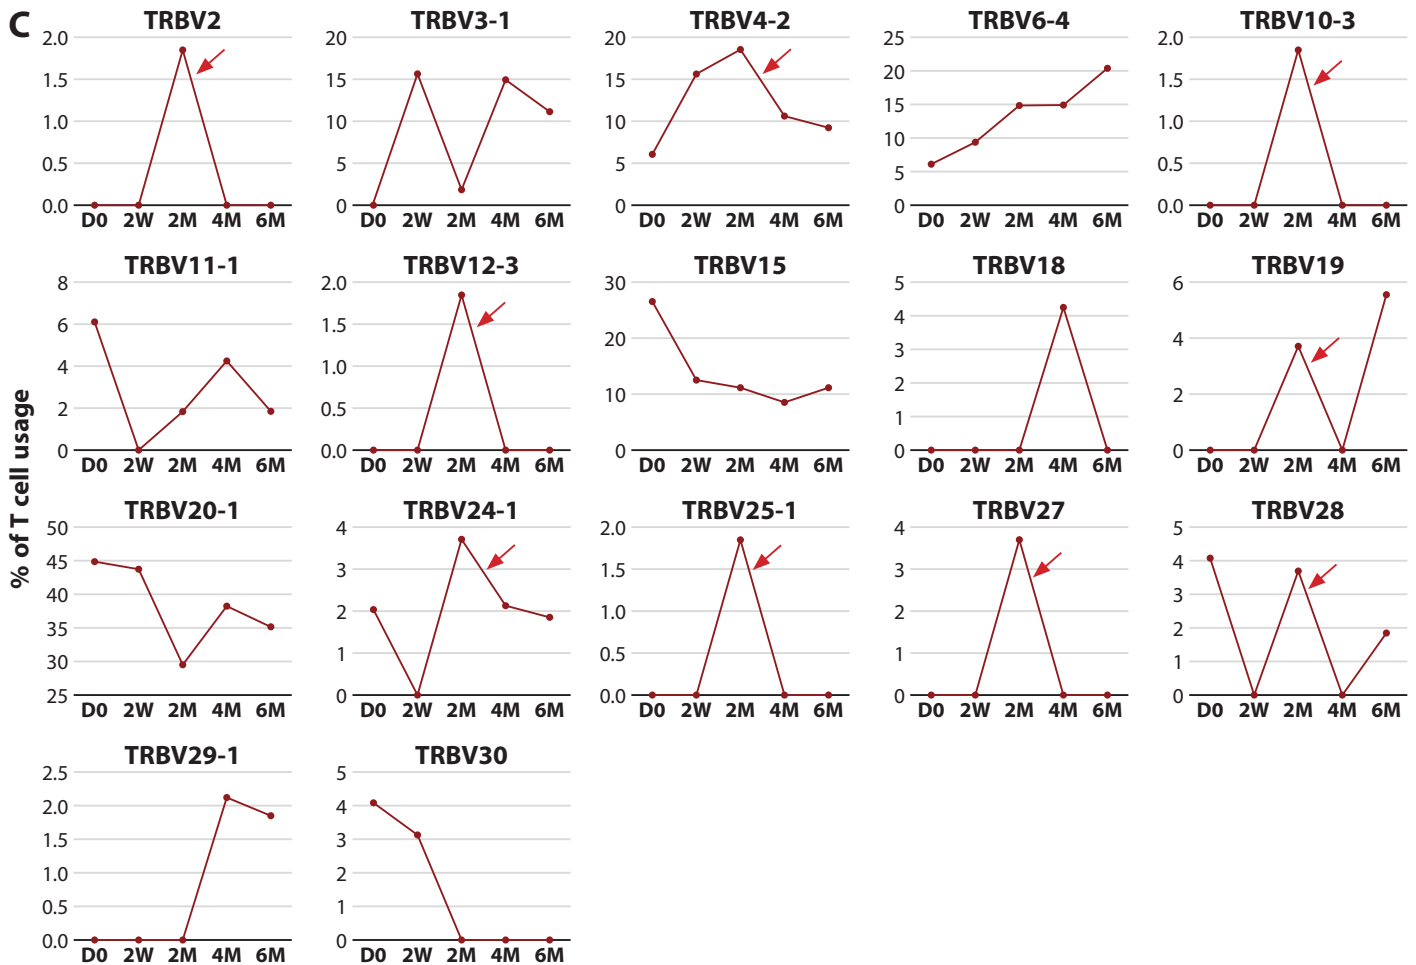 C
% of T cell usage
TRBV2
2.0
1.5
1.0
0.5
0.0
D0 2W 2M 4M 6M
TRBV3-1
20
15
10
5
0
D0 2W 2M 4M 6M
TRBV4-2
20
15
10
5
0
D0 2W 2M 4M 6M
TRBV6-4
25
20
15
10
5
0
D0 2W 2M 4M 6M
TRBV10-3
2.0
1.5
1.0
0.5
0.0
D0 2W 2M 4M 6M
TRBV11-1
8
6
4
2
0
D0 2W 2M 4M 6M
TRBV12-3
2.0
1.5
1.0
0.5
0.0
D0 2W 2M 4M 6M
TRBV15
30
20
10
0
D0 2W 2M 4M 6M
TRBV18
5
4
3
2
1
0
D0 2W 2M 4M 6M
TRBV19
6
4
2
0
D0 2W 2M 4M 6M
TRBV20-1
50
45
40
35
30
25
D0 2W 2M 4M 6M
TRBV24-1
4
3
2
1
0
D0 2W 2M 4M 6M
TRBV25-1
2.0
1.5
1.0
0.5
0.0
D0 2W 2M 4M 6M
TRBV27
4
3
2
1
0
D0 2W 2M 4M 6M
TRBV28
5
4
3
2
1
0
D0 2W 2M 4M 6M
TRBV29-1
2.5
2.0
1.5
1.0
0.5
0.0
D0 2W 2M 4M 6M
TRBV30
5
4
3
2
1
0
D0 2W 2M 4M 6M